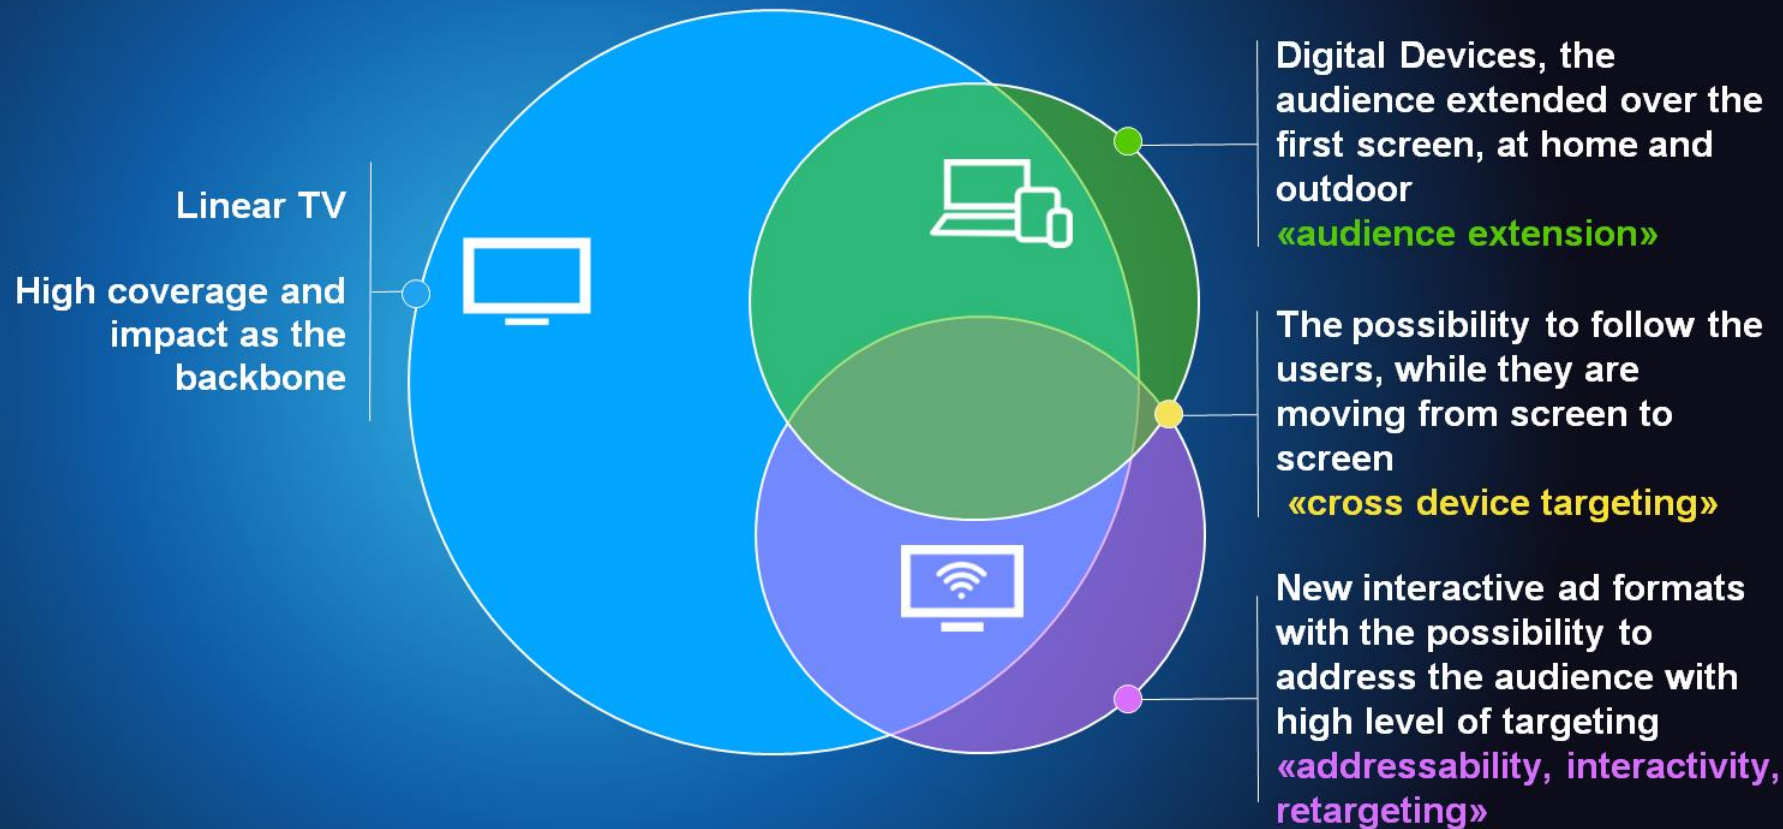 Linear TV
High coverage and
impact as the
backbone
Digital Devices, the
audience extended over the
first screen, at home and
outdoor
«audience extension»
The possibility to follow the
users, while they are
moving from screen to
screen
«cross device targeting»
New interactive ad formats
with the possibility to
address the audience with
high level of targeting
«addressability, interactivity,
retargeting»